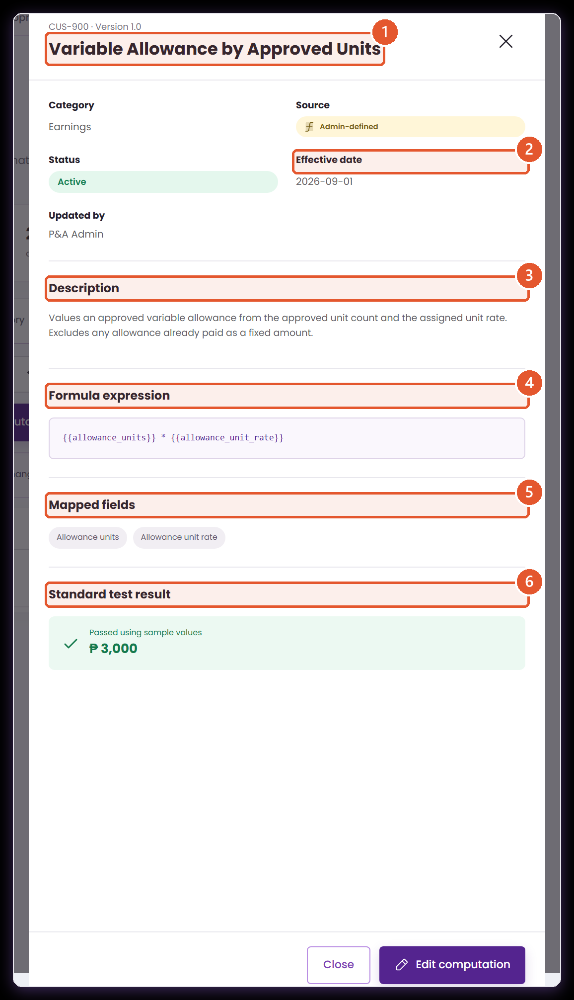 CUS-900 · Version 1.0
Variable Allowance by Approved Units
1
Category
Source
Earnings
Admin-defined
2
Status
Effective date
Active
2026-09-01
Updated by
P&A Admin
3
Description
Values an approved variable allowance from the approved unit count and the assigned unit rate.
Excludes any allowance already paid as a fixed amount.
4
Formula expression
{{allowance_units}} * {{allowance_unit_rate}}
5
Mapped fields
Allowance units
Allowance unit rate
6
Standard test result
Passed using sample values
₱ 3,000
Close
Edit computation